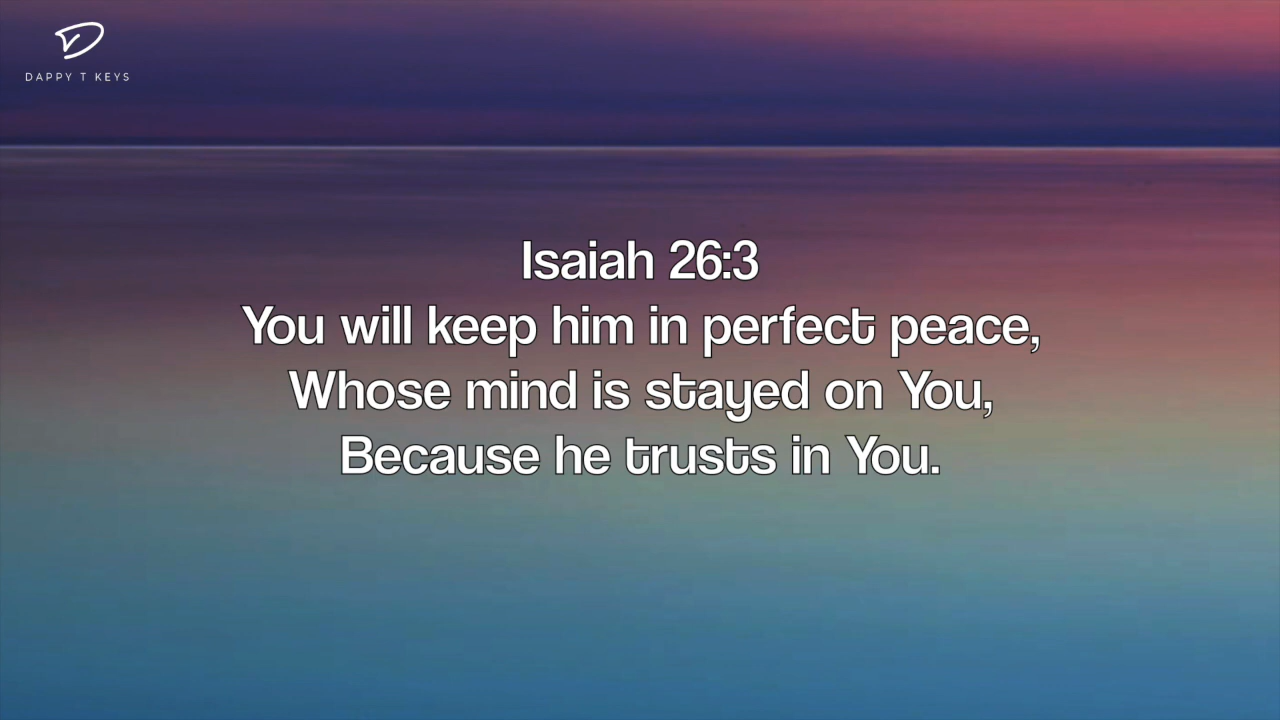 DAPPY T KEYS
Isaiah 26:3
You will keep him in perfect peace,
Whose mind is stayed on You,
Because he trusts in You.